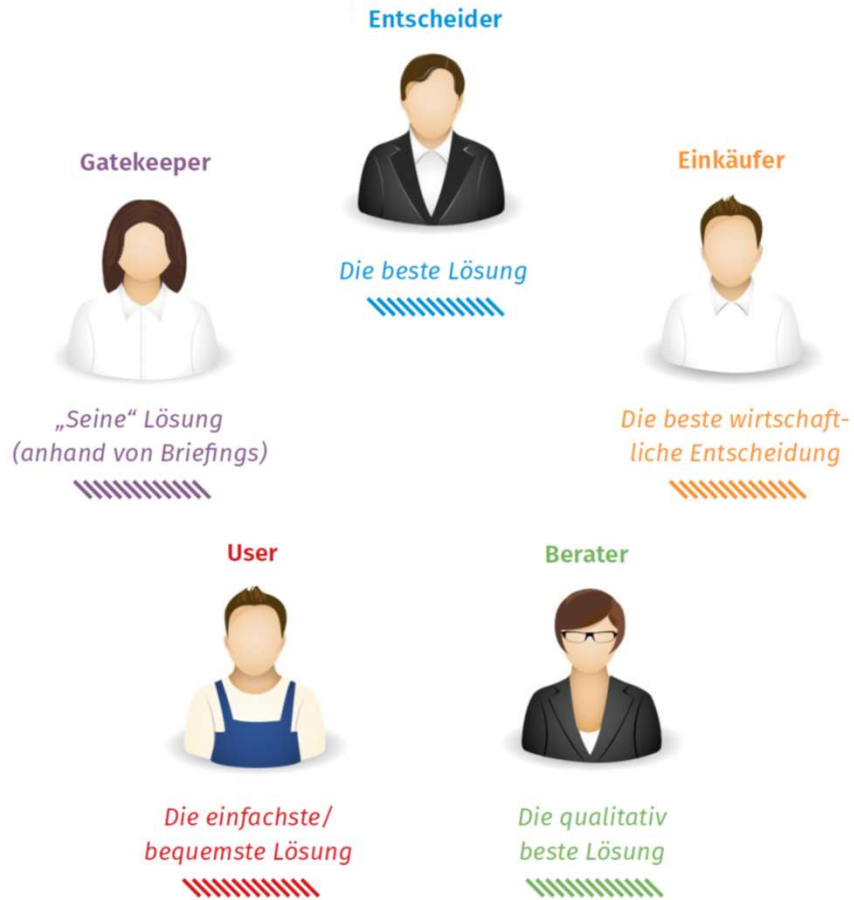 Entscheider
Die beste Lösung
Gatekeeper
„Seine“ Lösung
(anhand von Briefings)
Einkäufer
Die beste wirtschaft-
liche Entscheidung
User
Die einfachste/
bequemste Lösung
Berater
Die qualitativ
beste Lösung